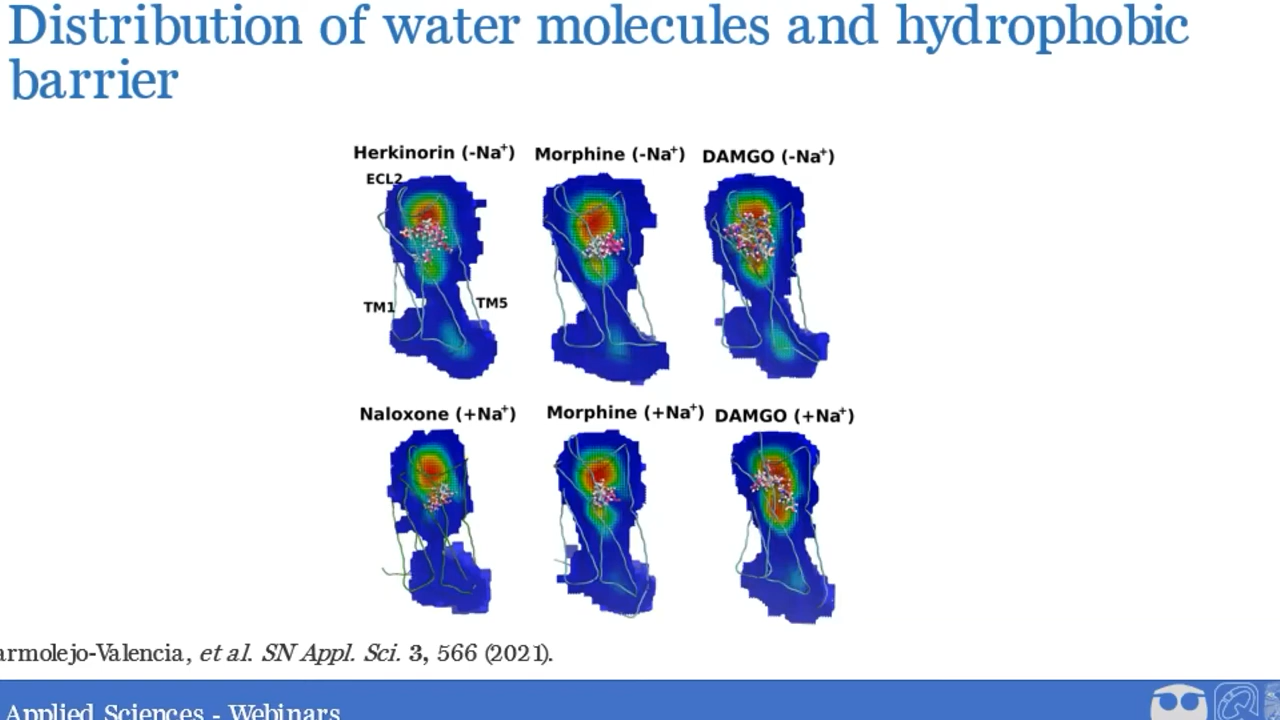 Distribution of water molecules and hydrophobic
barrier
Herkinorin (-Na⁺) Morphine (-Na⁺) DAMGO (-Na⁺)
ECL2
TM1
TM5
Naloxone (+Na⁺) Morphine (+Na⁺) DAMGO (+Na⁺)
armolejo-Valencia, et al. SN Appl. Sci. 3, 566 (2021).
Applied Sciences - Webinars